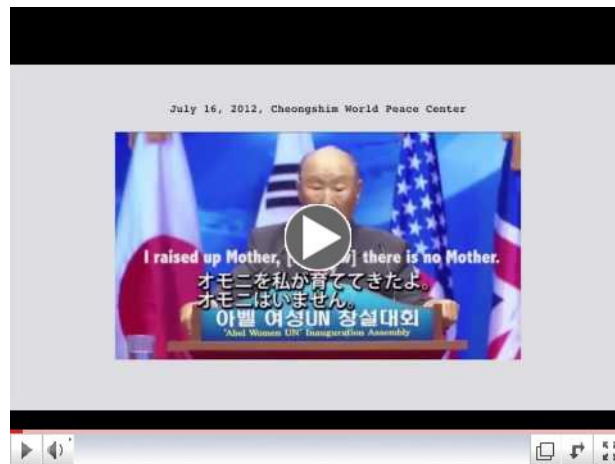 July 16, 2012, Cheongshim World Peace Center
I raised up Mother, [ ] there is no Mother.
オモニを私が育ててきたよ。
オモニはいません。
아벨 여성UN 창설대회
'Abel Women UN' Inauguration Assembly